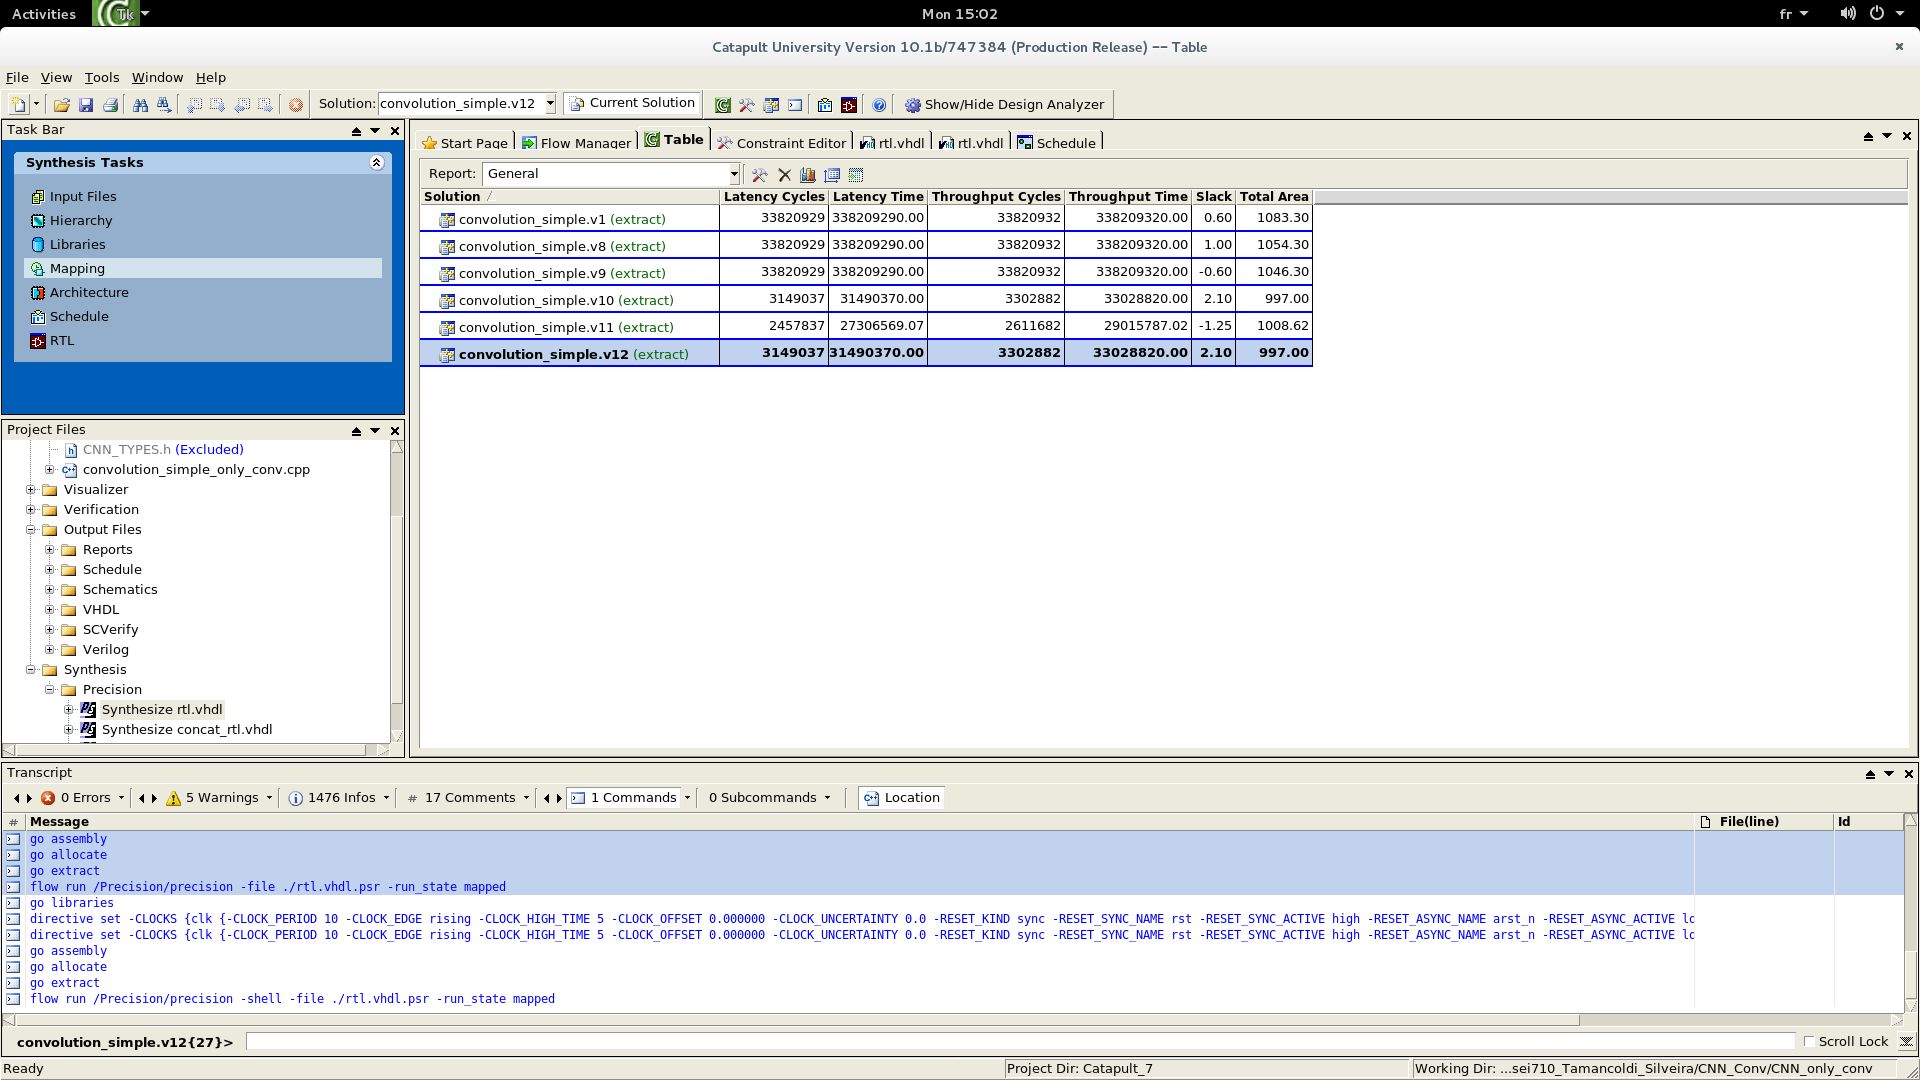 Activities Tk Mon 15:02 fr
Catapult University Version 10.1b/747384 (Production Release) -- Table
File View Tools Window Help
Solution: convolution_simple.v12 Current Solution Show/Hide Design Analyzer
Task Bar
Synthesis Tasks
Input Files
Hierarchy
Libraries
Mapping
Architecture
Schedule
RTL
Project Files
CNN_TYPES.h (Excluded)
convolution_simple_only_conv.cpp
Visualizer
Verification
Output Files
Reports
Schedule
Schematics
VHDL
SCVerify
Verilog
Synthesis
Precision
Synthesize rtl.vhdl
Synthesize concat_rtl.vhdl
Start Page Flow Manager Table Constraint Editor rtl.vhdl rtl.vhdl Schedule
Report: General
Solution Latency Cycles Latency Time Throughput Cycles Throughput Time Slack Total Area
convolution_simple.v1 (extract) 33820929 338209290.00 33820932 338209320.00 0.60 1083.30
convolution_simple.v8 (extract) 33820929 338209290.00 33820932 338209320.00 1.00 1054.30
convolution_simple.v9 (extract) 33820929 338209290.00 33820932 338209320.00 -0.60 1046.30
convolution_simple.v10 (extract) 3149037 31490370.00 3302882 33028820.00 2.10 997.00
convolution_simple.v11 (extract) 2457837 27306569.07 2611682 29015787.02 -1.25 1008.62
convolution_simple.v12 (extract) 3149037 31490370.00 3302882 33028820.00 2.10 997.00
Transcript
0 Errors 5 Warnings 1476 Infos # 17 Comments 1 Commands 0 Subcommands Location
# Message File(line) Id
go assembly
go allocate
go extract
flow run /Precision/precision -file ./rtl.vhdl.psr -run_state mapped
go libraries
directive set -CLOCKS {clk {-CLOCK_PERIOD 10 -CLOCK_EDGE rising -CLOCK_HIGH_TIME 5 -CLOCK_OFFSET 0.000000 -CLOCK_UNCERTAINTY 0.0 -RESET_KIND sync -RESET_SYNC_NAME rst -RESET_SYNC_ACTIVE high -RESET_ASYNC_NAME arst_n -RESET_ASYNC_ACTIVE lo
directive set -CLOCKS {clk {-CLOCK_PERIOD 10 -CLOCK_EDGE rising -CLOCK_HIGH_TIME 5 -CLOCK_OFFSET 0.000000 -CLOCK_UNCERTAINTY 0.0 -RESET_KIND sync -RESET_SYNC_NAME rst -RESET_SYNC_ACTIVE high -RESET_ASYNC_NAME arst_n -RESET_ASYNC_ACTIVE lo
go assembly
go allocate
go extract
flow run /Precision/precision -shell -file ./rtl.vhdl.psr -run_state mapped
convolution_simple.v12{27}> Scroll Lock
Ready Project Dir: Catapult_7 Working Dir: ...sei710_Tamancoldi_Silveira/CNN_Conv/CNN_only_conv